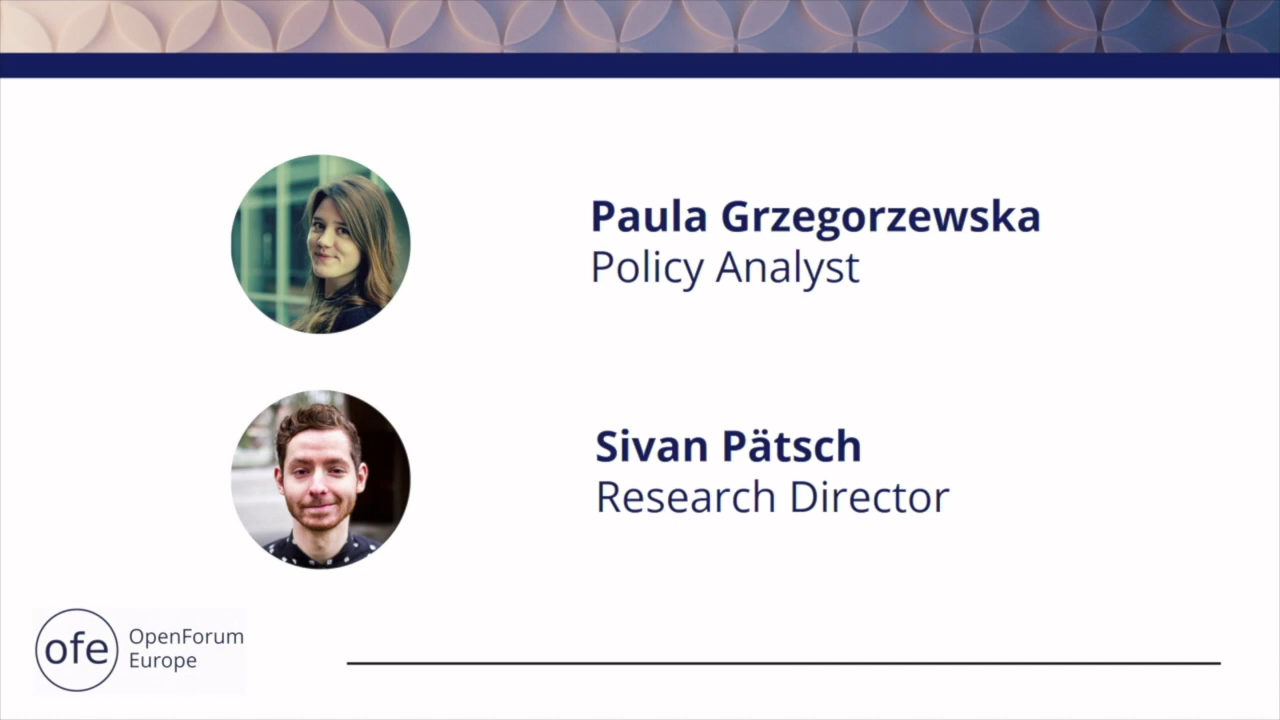 Paula Grzegorzewska
Policy Analyst
Sivan Pätsch
Research Director
ofe
OpenForum
Europe